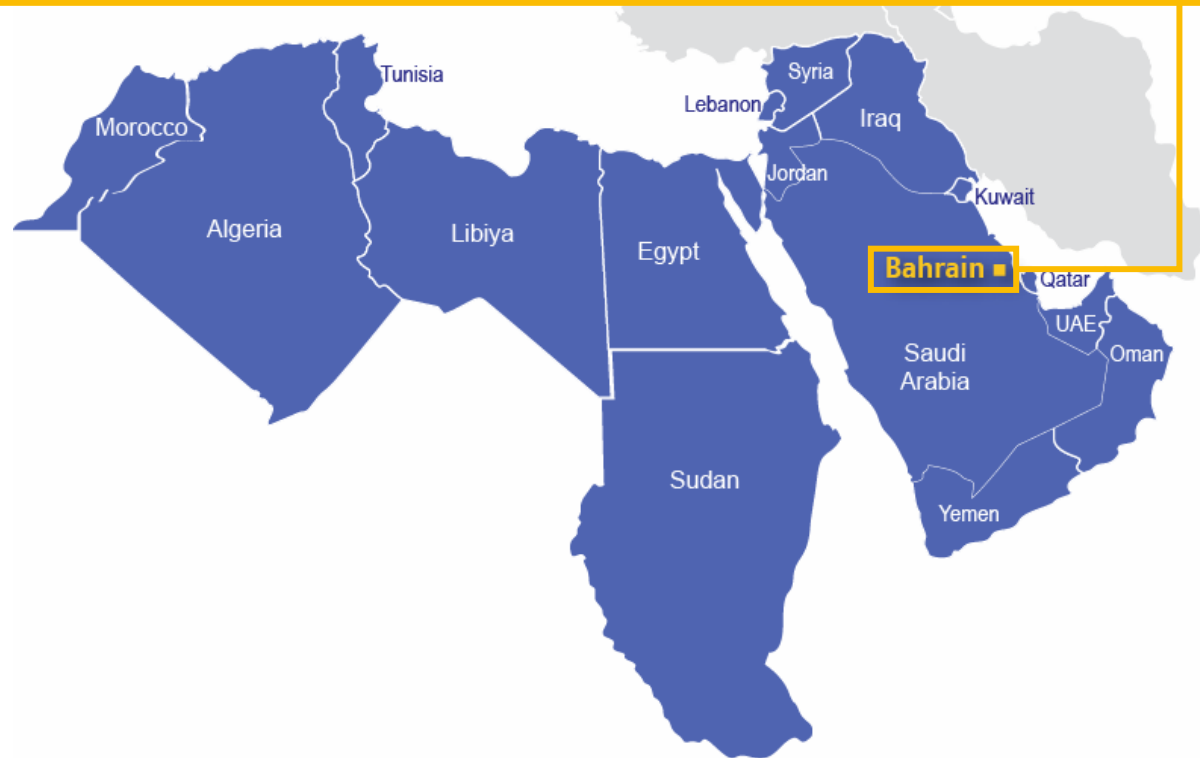 Tunisia
Syria
Lebanon
Morocco
Iraq
Jordan
Kuwait
Algeria
Libiya
Egypt
Bahrain
Qatar
UAE
Saudi
Arabia
Oman
Sudan
Yemen